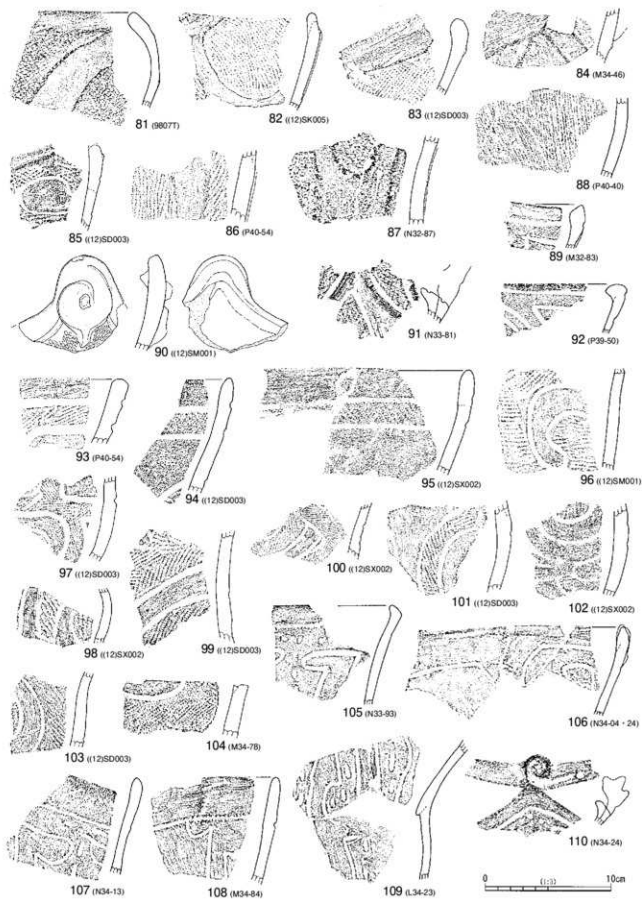 81 (9807T)
82 ((12)SK005)
83 ((12)SD003)
84 (M34-46)
85 ((12)SD003)
86 (P40-54)
87 (N32-87)
88 (P40-40)
89 (M32-83)
90 ((12)SM001)
91 (N33-81)
92 (P39-50)
93 (P40-54)
94 ((12)SD003)
95 ((12)SX002)
96 ((12)SM001)
97 ((12)SD003)
98 ((12)SX002)
99 ((12)SD003)
100 ((12)SX002)
101 ((12)SD003)
102 ((12)SX002)
103 ((12)SD003)
104 (M34-78)
105 (N33-93)
106 (N34-04・24)
107 (N34-13)
108 (M34-84)
109 (L34-23)
110 (N34-24)
0 (1:3) 10cm